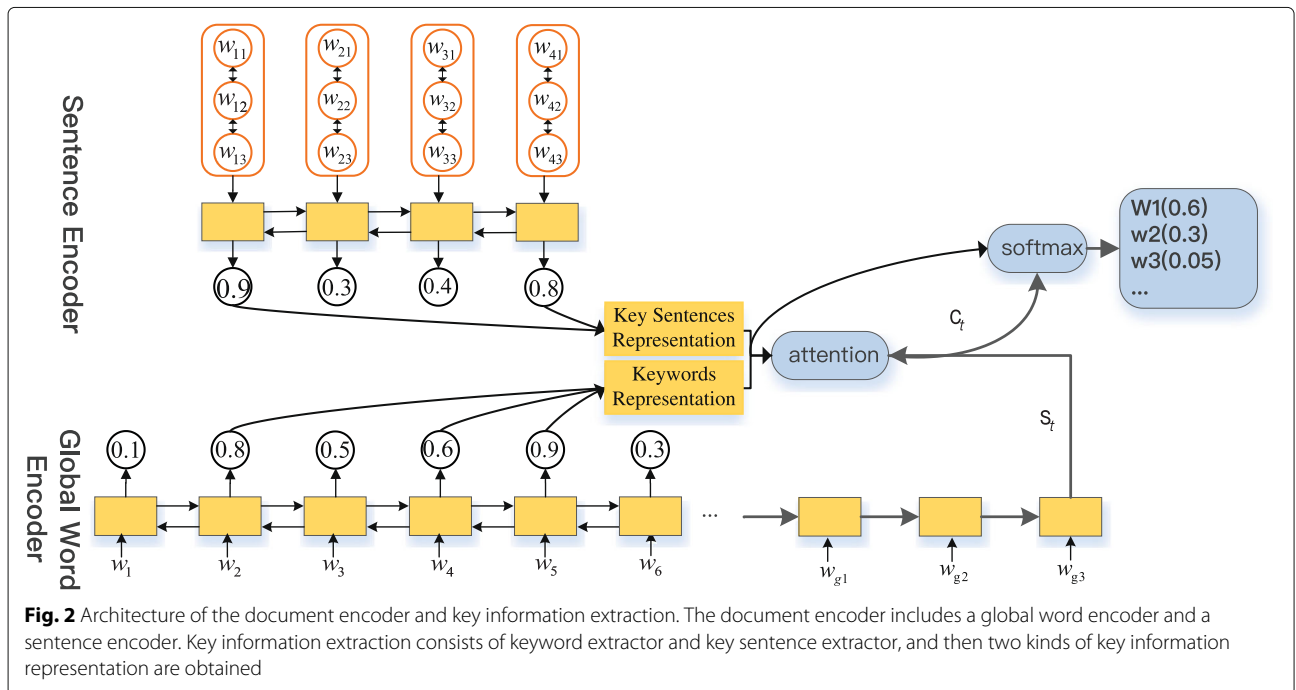 Sentence Encoder
w11 w21 w31 w41
w12 w22 w32 w42
w13 w23 w33 w43
0.9 0.3 0.4 0.8
Key Sentences
Representation
Keywords
Representation
attention
softmax
W1(0.6)
w2(0.3)
w3(0.05)
...
Ct
St
Global Word
Encoder
0.1 0.8 0.5 0.6 0.9 0.3
...
w1 w2 w3 w4 w5 w6 wg1 wg2 wg3
Fig. 2 Architecture of the document encoder and key information extraction. The document encoder includes a global word encoder and a
sentence encoder. Key information extraction consists of keyword extractor and key sentence extractor, and then two kinds of key information
representation are obtained